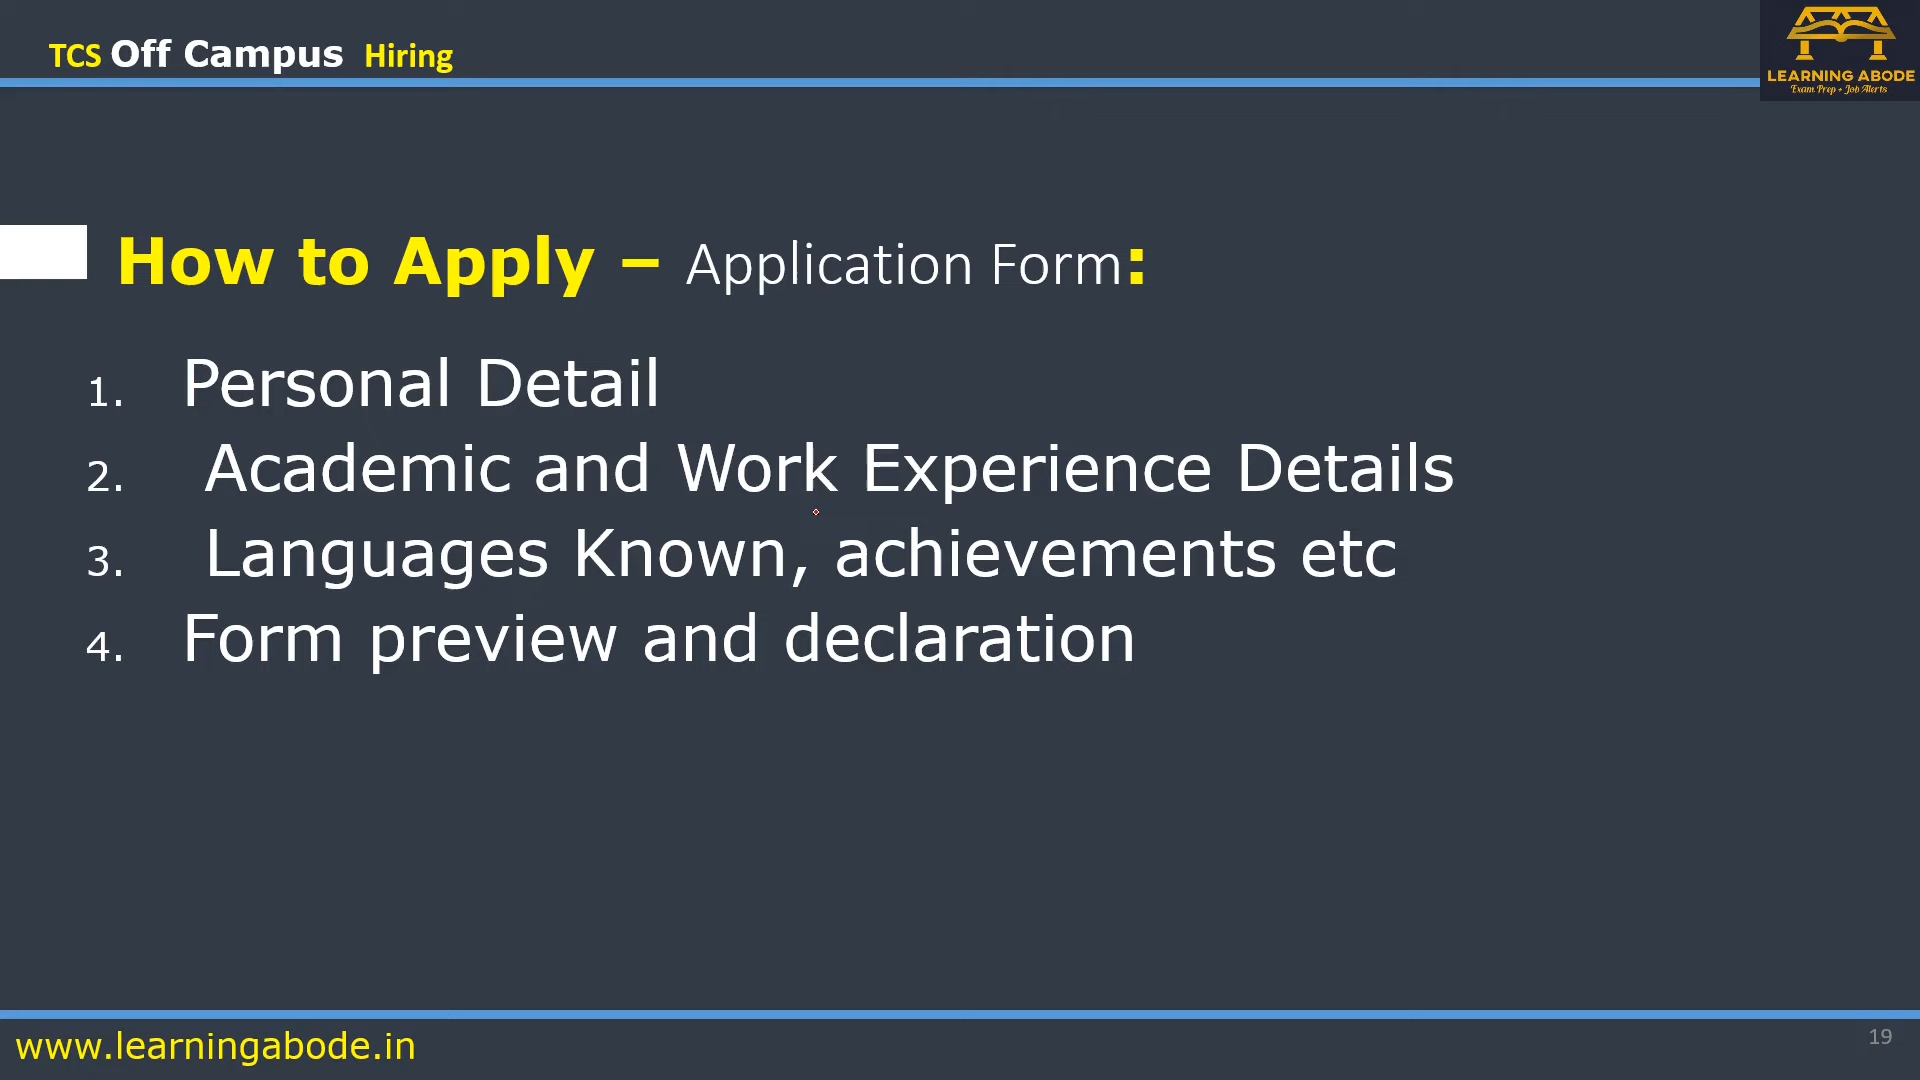 TCS Off Campus Hiring
LEARNING ABODE
Exam Prep + Job Alerts
How to Apply – Application Form:
1. Personal Detail
2. Academic and Work Experience Details
3. Languages Known, achievements etc
4. Form preview and declaration
www.learningabode.in
19